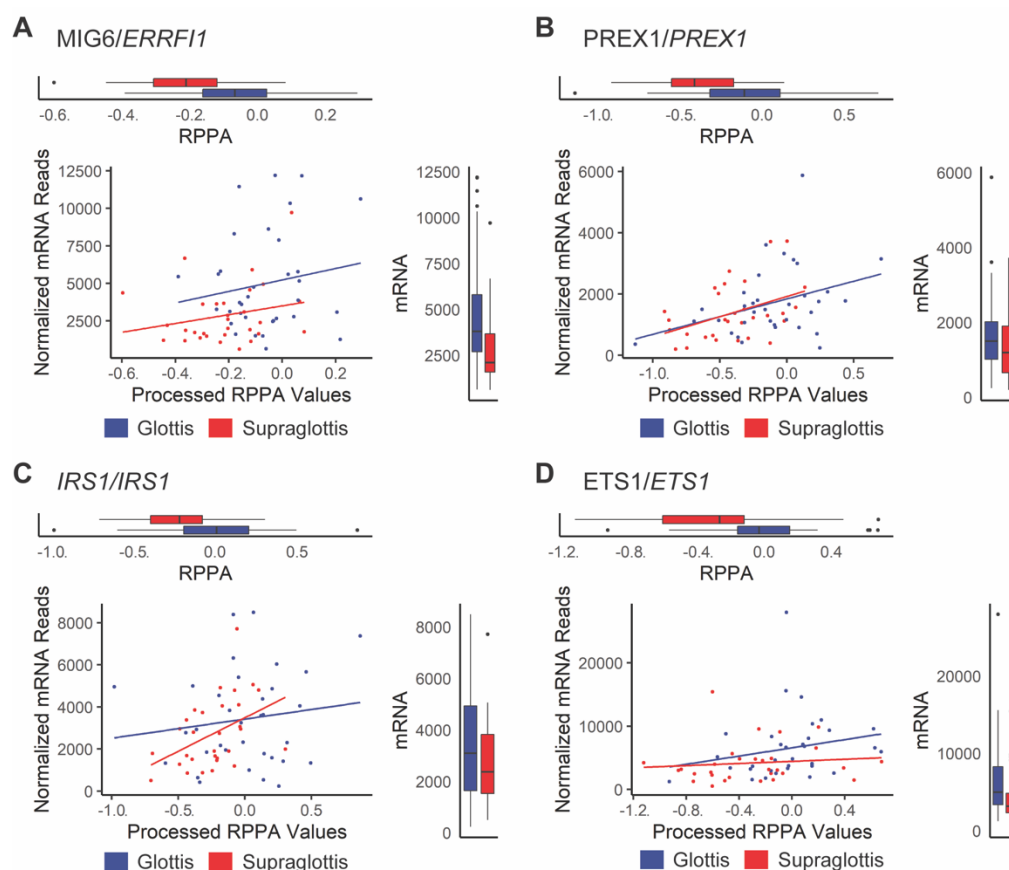 A MIG6/ERRFI1
-0.6. -0.4. -0.2. 0.0. 0.2
RPPA
Normalized mRNA Reads
12500
10000
7500
5000
2500
-0.6. -0.4. -0.2. 0.0. 0.2
Processed RPPA Values
mRNA
12500
10000
7500
5000
2500
Glottis Supraglottis
B PREX1/PREX1
-1.0. -0.5. 0.0. 0.5
RPPA
Normalized mRNA Reads
6000
4000
2000
0
-1.0. -0.5. 0.0. 0.5
Processed RPPA Values
mRNA
6000
4000
2000
0
Glottis Supraglottis
C IRS1/IRS1
-1.0. -0.5. 0.0. 0.5
RPPA
Normalized mRNA Reads
8000
6000
4000
2000
0
-1.0. -0.5. 0.0. 0.5
Processed RPPA Values
mRNA
8000
6000
4000
2000
0
Glottis Supraglottis
D ETS1/ETS1
-1.2. -0.8. -0.4. 0.0. 0.4
RPPA
Normalized mRNA Reads
20000
10000
0
-1.2. -0.8. -0.4. 0.0. 0.4
Processed RPPA Values
mRNA
20000
10000
0
Glottis Supraglottis